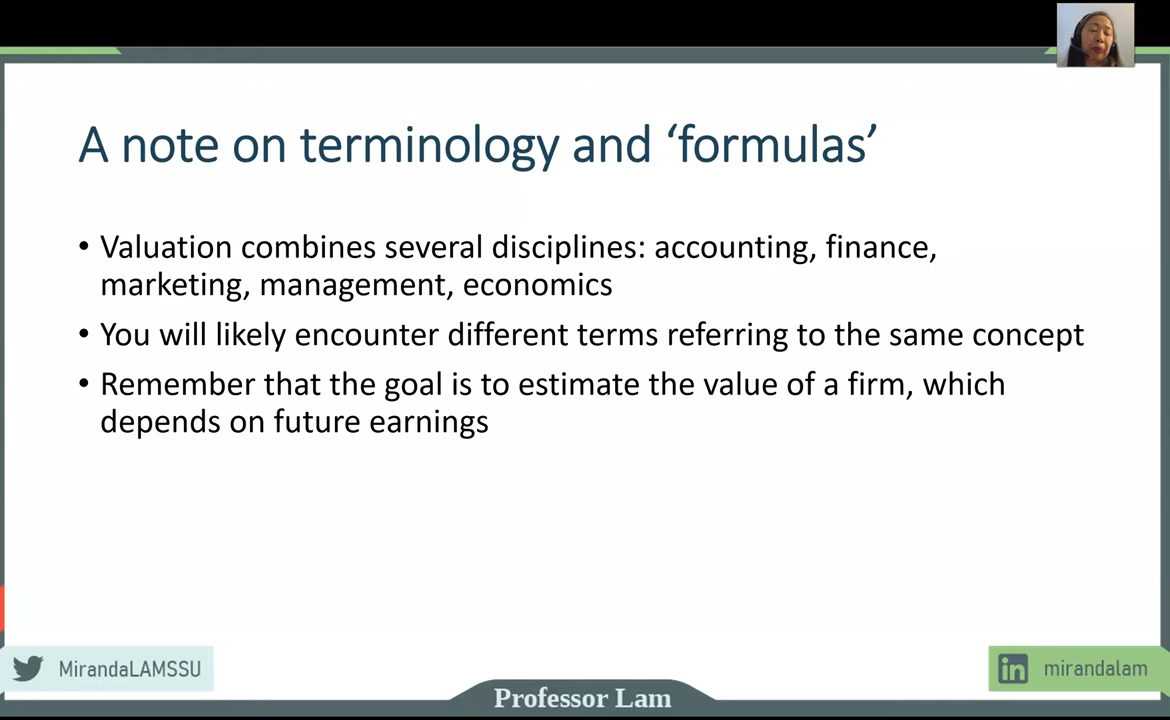 A note on terminology and ‘formulas’
• Valuation combines several disciplines: accounting, finance,
marketing, management, economics
• You will likely encounter different terms referring to the same concept
• Remember that the goal is to estimate the value of a firm, which
depends on future earnings
MirandaLAMSSU
in mirandalam
Professor Lam